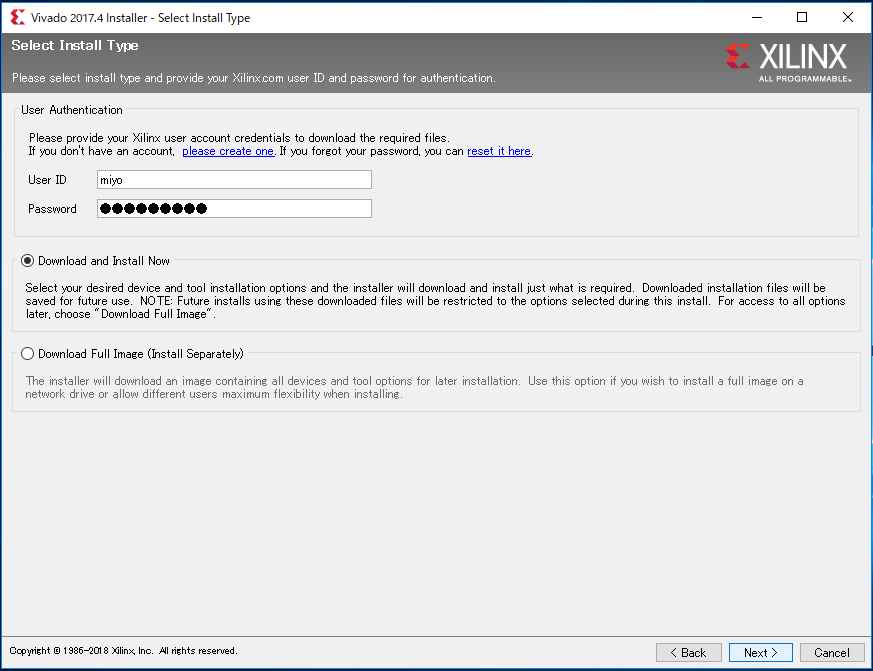 Vivado 2017.4 Installer - Select Install Type
Select Install Type
Please select install type and provide your Xilinx.com user ID and password for authentication.
XILINX
ALL PROGRAMMABLE™
User Authentication
Please provide your Xilinx user account credentials to download the required files.
If you don't have an account, please create one. If you forgot your password, you can reset it here.
User ID miyo
Password ●●●●●●●●●
Download and Install Now
Select your desired device and tool installation options and the installer will download and install just what is required. Downloaded installation files will be
saved for future use. NOTE: Future installs using these downloaded files will be restricted to the options selected during this install. For access to all options
later, choose "Download Full Image".
Download Full Image (Install Separately)
The installer will download an image containing all devices and tool options for later installation. Use this option if you wish to install a full image on a
network drive or allow different users maximum flexibility when installing.
Copyright © 1986-2018 Xilinx, Inc. All rights reserved.
< Back Next > Cancel